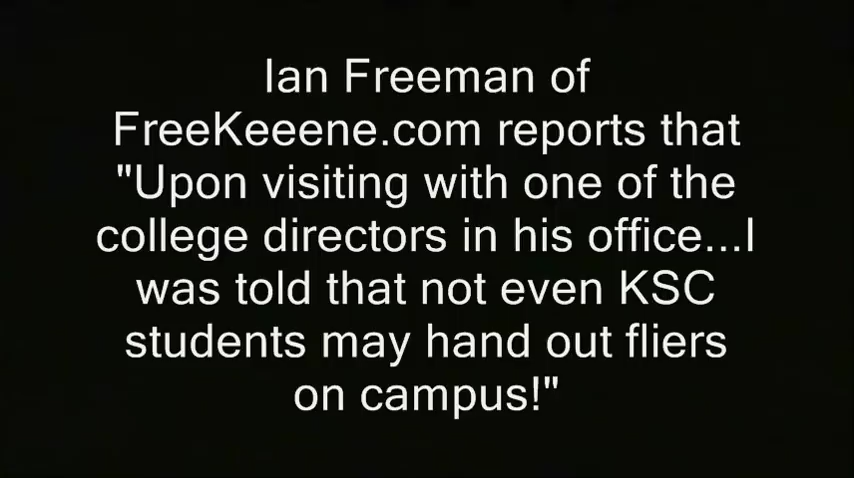 Ian Freeman of
FreeKeeene.com reports that
"Upon visiting with one of the
college directors in his office...I
was told that not even KSC
students may hand out fliers
on campus!"